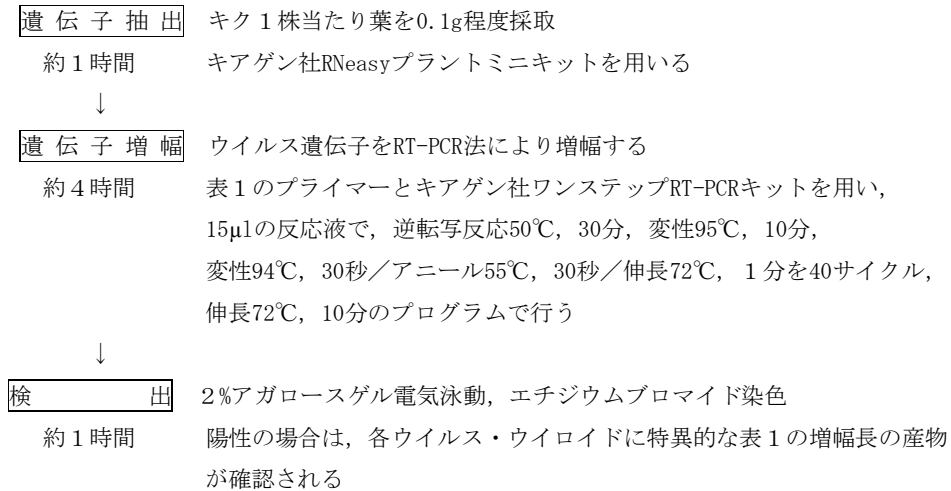 遺伝子抽出 キク１株当たり葉を0.1g程度採取
約１時間 キアゲン社RNeasyプラントミニキットを用いる
↓
遺伝子増幅 ウイルス遺伝子をRT-PCR法により増幅する
約４時間 表１のプライマーとキアゲン社ワンステップRT-PCRキットを用い，
15μlの反応液で，逆転写反応50℃，30分，変性95℃，10分，
変性94℃，30秒／アニール55℃，30秒／伸長72℃，１分を40サイクル，
伸長72℃，10分のプログラムで行う
↓
検出 ２%アガロースゲル電気泳動，エチジウムブロマイド染色
約１時間 陽性の場合は，各ウイルス・ウイロイドに特異的な表１の増幅長の産物
が確認される